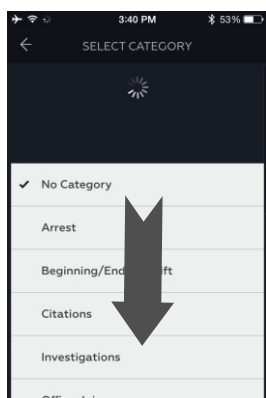 3:40 PM 53%
SELECT CATEGORY
No Category
Arrest
Citations
Investigations